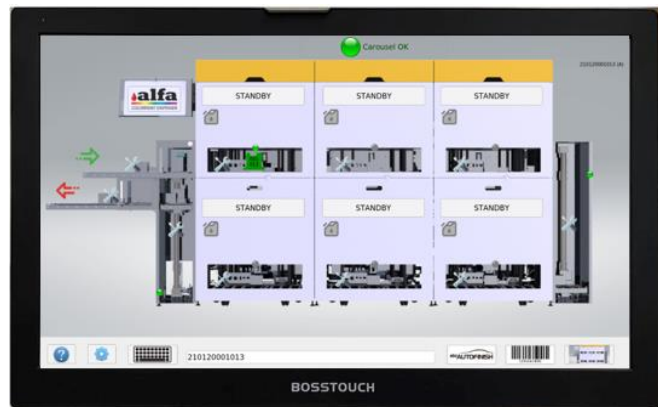 Carousel OK
alfa
STANDBY
STANDBY
STANDBY
STANDBY
STANDBY
STANDBY
210120001013
AUTOFINISH
BOSSTOUCH